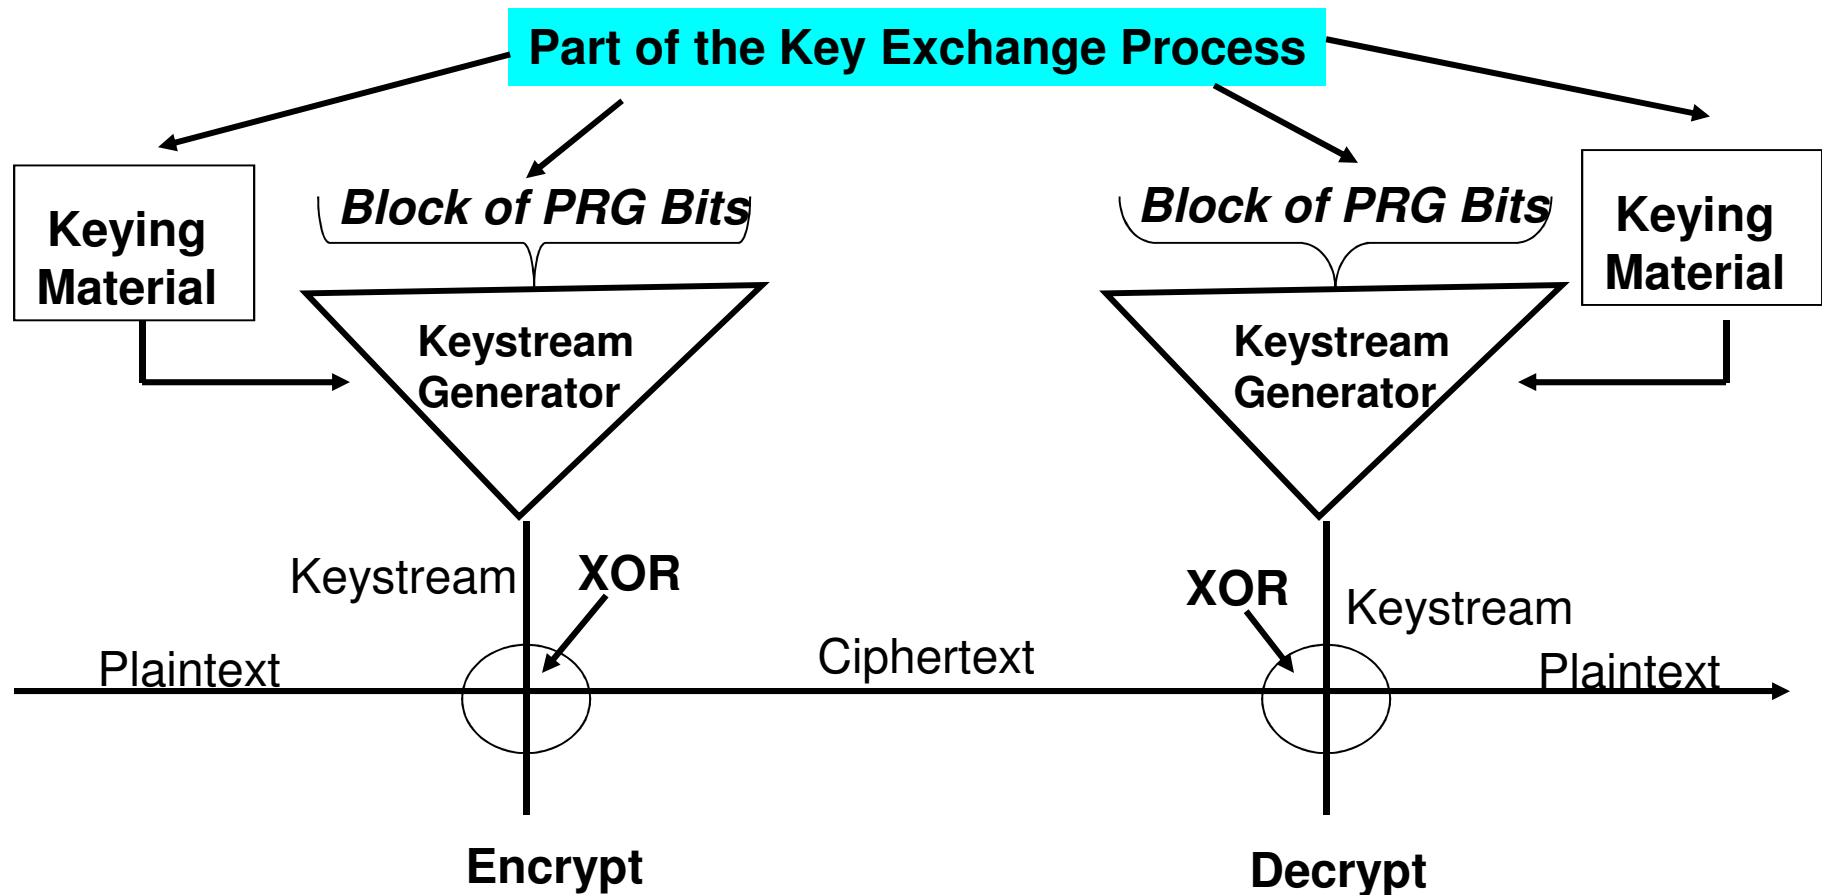 Part of the Key Exchange Process
Keying
Material
Block of PRG Bits
Block of PRG Bits
Keying
Material
Keystream
Generator
Keystream
Generator
Keystream
XOR
XOR
Keystream
Plaintext
Ciphertext
Plaintext
Encrypt
Decrypt